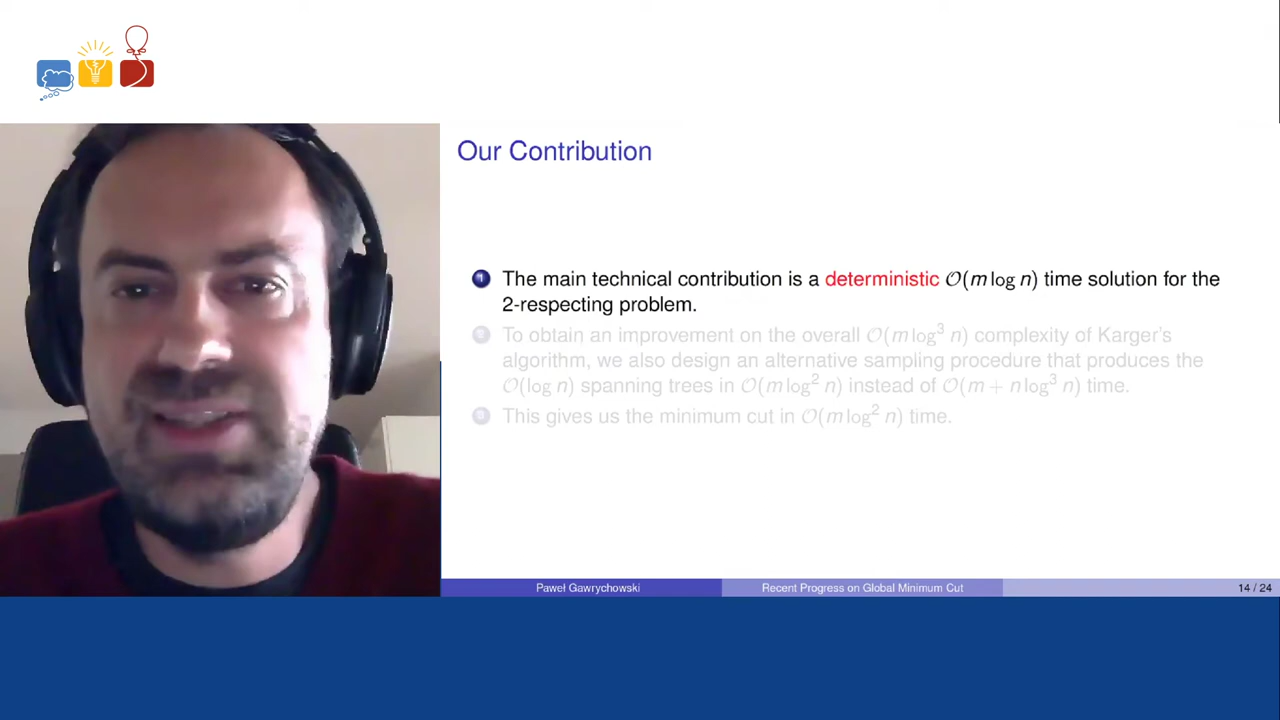 Our Contribution
1 The main technical contribution is a deterministic O(m log n) time solution for the
2-respecting problem.
To obtain an improvement on the overall O(m log³ n) complexity of Karger's
algorithm, we also design an alternative sampling procedure that produces the
O(log n) spanning trees in O(m log² n) instead of O(m + n log³ n) time.
This gives us the minimum cut in O(m log² n) time.
Paweł Gawrychowski Recent Progress on Global Minimum Cut 14 / 24